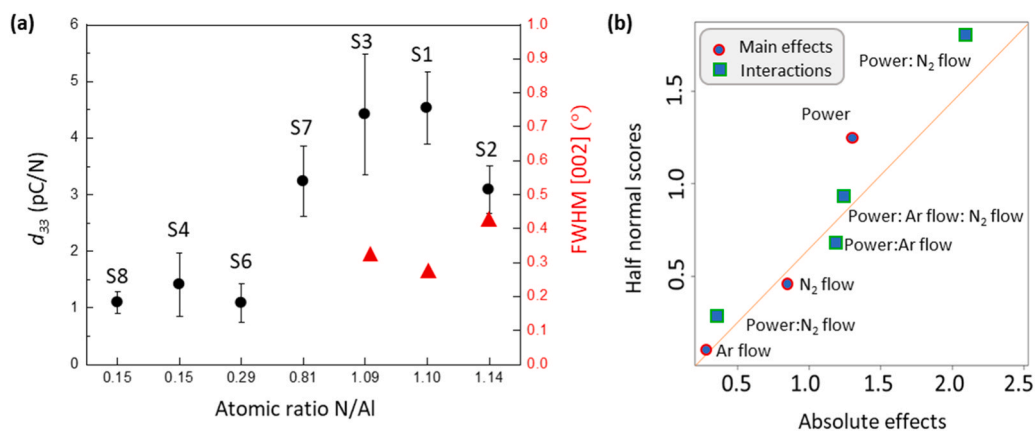 (a)
6
5
4
3
2
1
0
d33 (pC/N)
S8
S4
S6
S7
S3
S1
S2
1.0
0.9
0.8
0.7
0.6
0.5
0.4
0.3
0.2
0.1
0.0
FWHM [002] (°)
0.15 0.15 0.29 0.81 1.09 1.10 1.14
Atomic ratio N/Al
(b)
Main effects
Interactions
Power: N2 flow
Power
Power: Ar flow: N2 flow
Power:Ar flow
N2 flow
Power:N2 flow
Ar flow
Half normal scores
1.5
1.0
0.5
0.5 1.0 1.5 2.0 2.5
Absolute effects